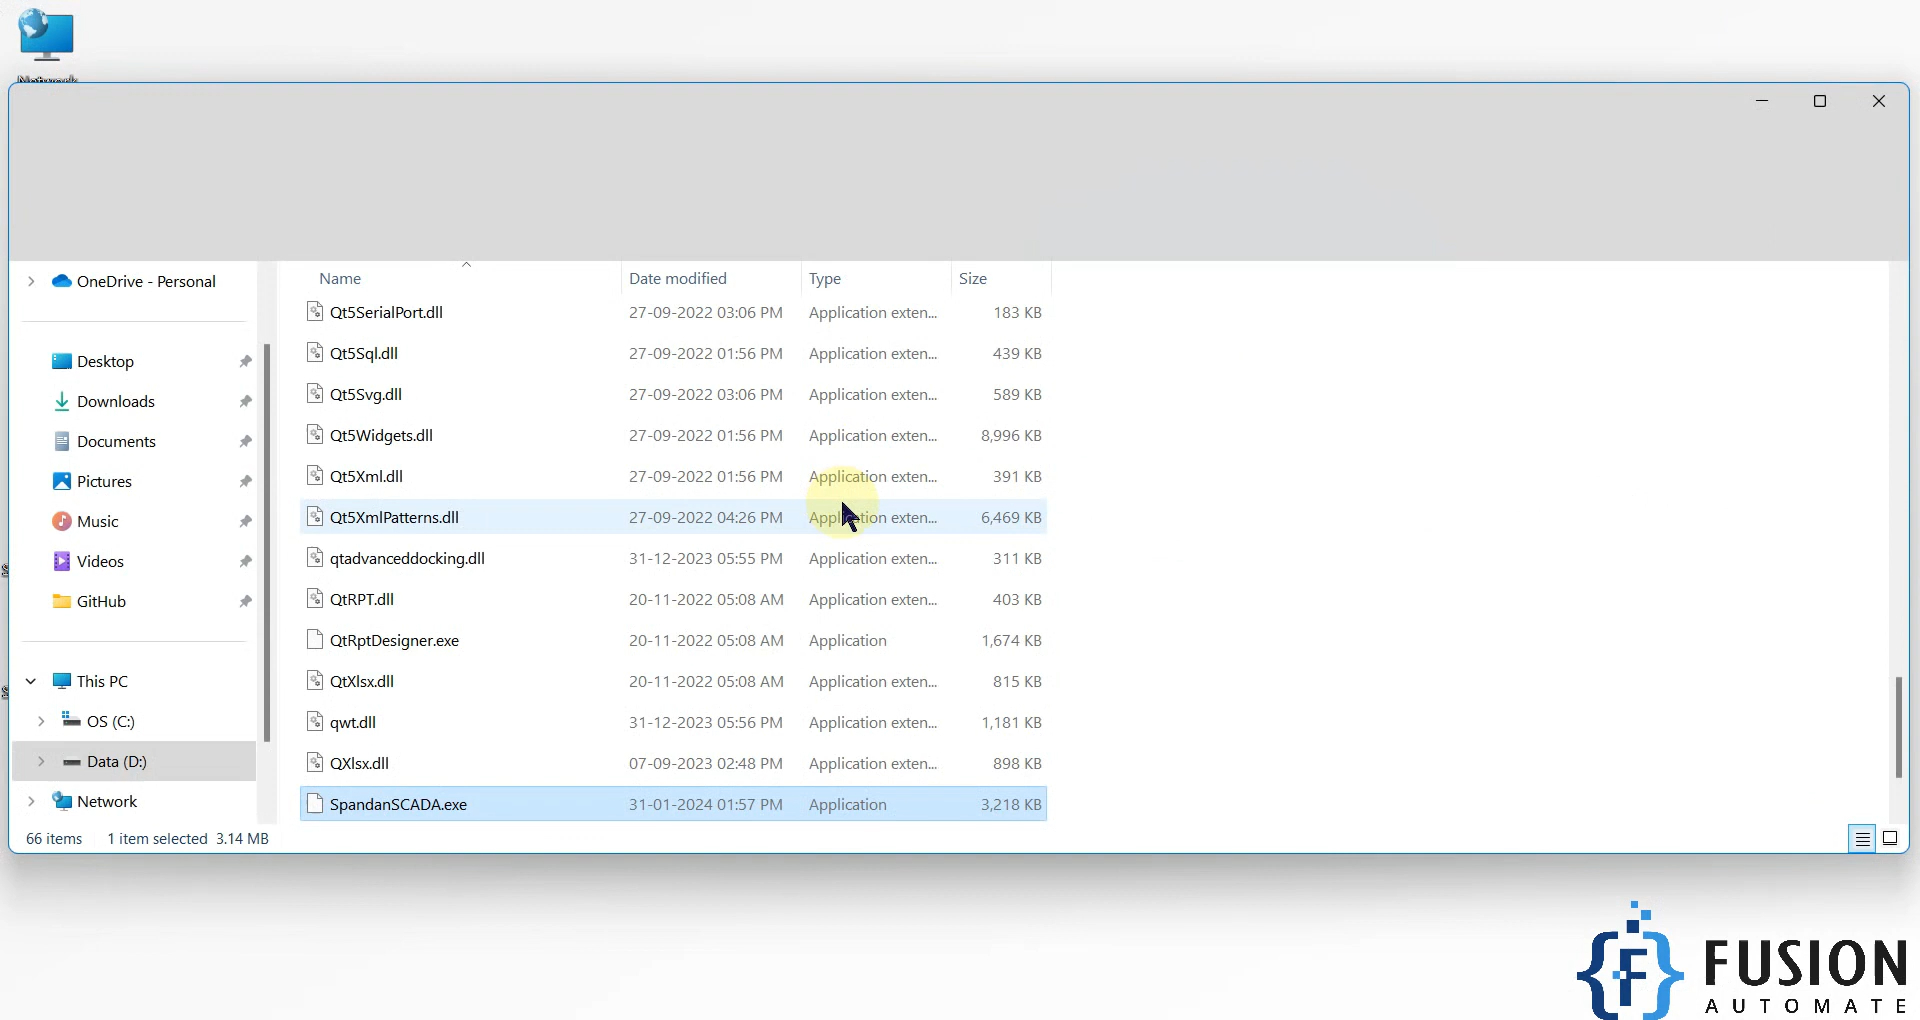 Network
OneDrive - Personal
Desktop
Downloads
Documents
Pictures
Music
Videos
GitHub
This PC
OS (C:)
Data (D:)
Network
Name Date modified Type Size
Qt5SerialPort.dll 27-09-2022 03:06 PM Application exten... 183 KB
Qt5Sql.dll 27-09-2022 01:56 PM Application exten... 439 KB
Qt5Svg.dll 27-09-2022 03:06 PM Application exten... 589 KB
Qt5Widgets.dll 27-09-2022 01:56 PM Application exten... 8,996 KB
Qt5Xml.dll 27-09-2022 01:56 PM Application exten... 391 KB
Qt5XmlPatterns.dll 27-09-2022 04:26 PM Application exten... 6,469 KB
qtadvanceddocking.dll 31-12-2023 05:55 PM Application exten... 311 KB
QtRPT.dll 20-11-2022 05:08 AM Application exten... 403 KB
QtRptDesigner.exe 20-11-2022 05:08 AM Application 1,674 KB
QtXlsx.dll 20-11-2022 05:08 AM Application exten... 815 KB
qwt.dll 31-12-2023 05:56 PM Application exten... 1,181 KB
QXlsx.dll 07-09-2023 02:48 PM Application exten... 898 KB
SpandanSCADA.exe 31-01-2024 01:57 PM Application 3,218 KB
66 items 1 item selected 3.14 MB
FUSION
AUTOMATE